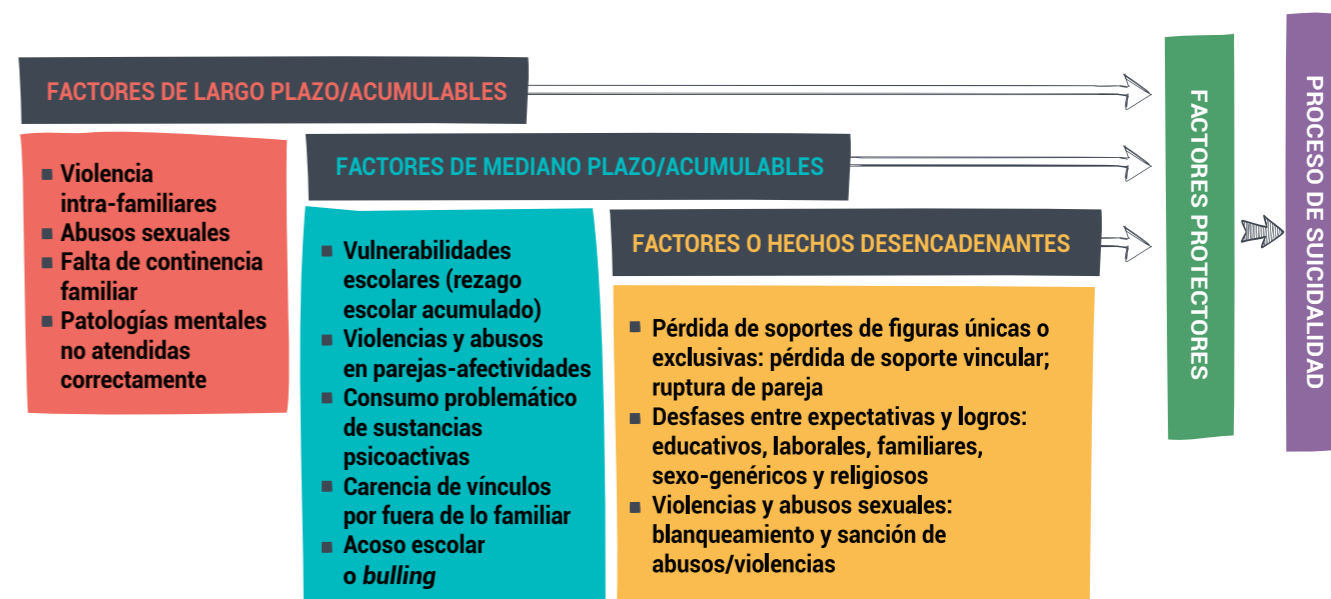 FACTORES DE LARGO PLAZO/ACUMULABLES
■ Violencia
intra-familiares
■ Abusos sexuales
■ Falta de continencia
familiar
■ Patologías mentales
no atendidas
correctamente
FACTORES DE MEDIANO PLAZO/ACUMULABLES
■ Vulnerabilidades
escolares (rezago
escolar acumulado)
■ Violencias y abusos
en parejas-afectividades
■ Consumo problemático
de sustancias
psicoactivas
■ Carencia de vínculos
por fuera de lo familiar
■ Acoso escolar
o bulling
FACTORES O HECHOS DESENCADENANTES
■ Pérdida de soportes de figuras únicas o
exclusivas: pérdida de soporte vincular;
ruptura de pareja
■ Desfases entre expectativas y logros:
educativos, laborales, familiares,
sexo-genéricos y religiosos
■ Violencias y abusos sexuales:
blanqueamiento y sanción de
abusos/violencias
FACTORES PROTECTORES
PROCESO DE SUICIDALIDAD